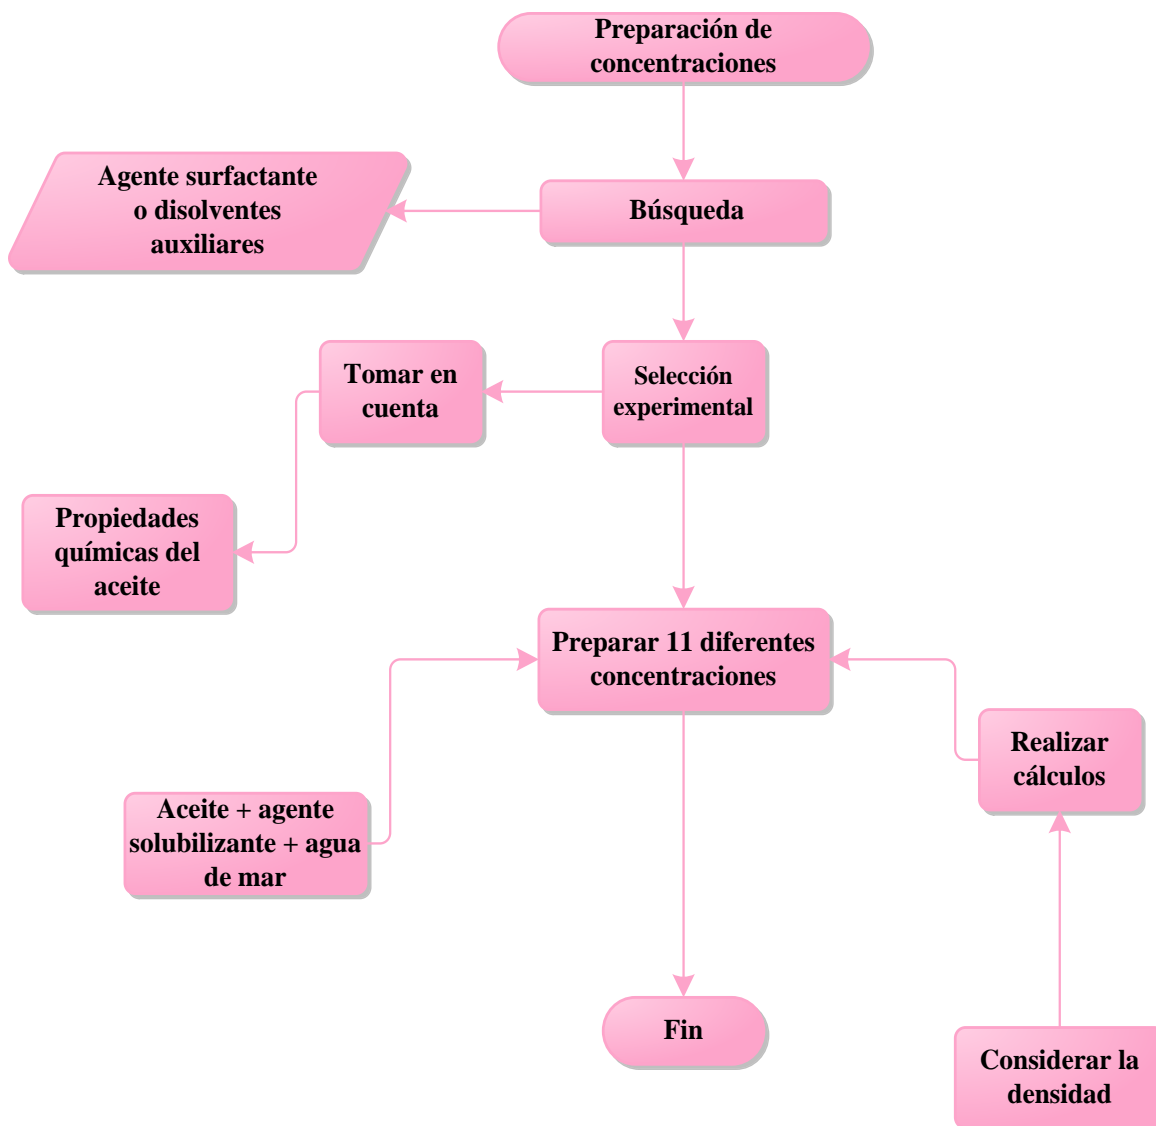 Preparación de
concentraciones
Agente surfactante
o disolventes
auxiliares
Búsqueda
Tomar en
cuenta
Selección
experimental
Propiedades
químicas del
aceite
Preparar 11 diferentes
concentraciones
Realizar
cálculos
Aceite + agente
solubilizante + agua
de mar
Fin
Considerar la
densidad